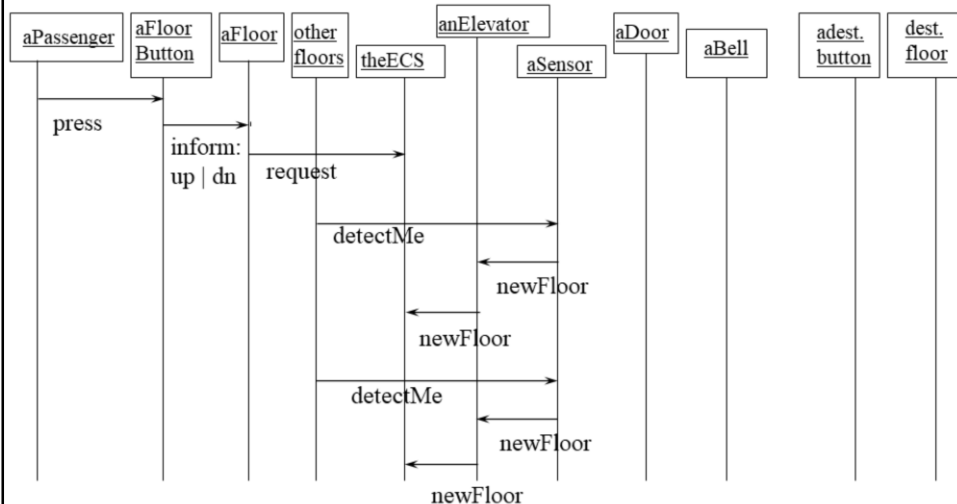 aPassenger
aFloor
Button
aFloor
other
floors
theECS
anElevator
aSensor
aDoor
aBell
adest.
button
dest.
floor
press
inform:
up | dn
request
detectMe
newFloor
newFloor
detectMe
newFloor
newFloor